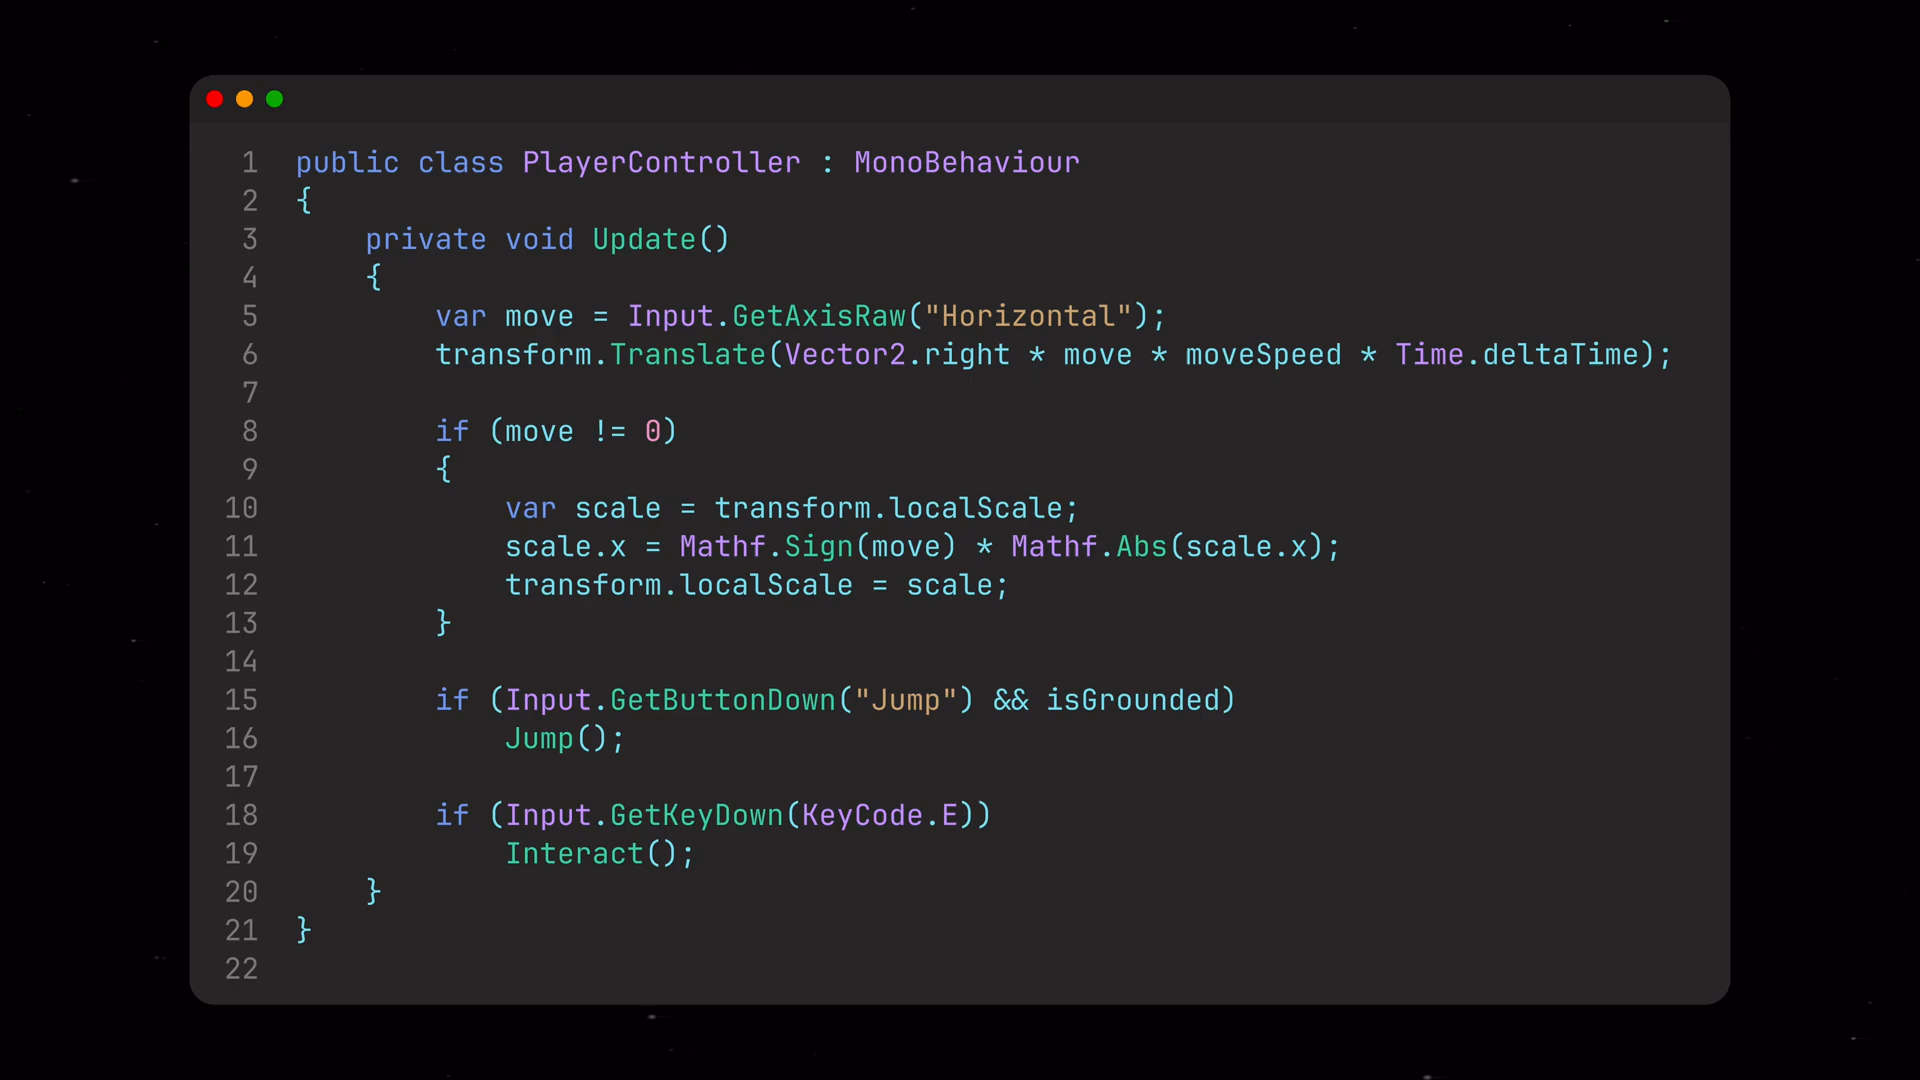 1 public class PlayerController : MonoBehaviour
2 {
3     private void Update()
4     {
5         var move = Input.GetAxisRaw("Horizontal");
6         transform.Translate(Vector2.right * move * moveSpeed * Time.deltaTime);
7
8         if (move != 0)
9         {
10             var scale = transform.localScale;
11             scale.x = Mathf.Sign(move) * Mathf.Abs(scale.x);
12             transform.localScale = scale;
13         }
14
15         if (Input.GetButtonDown("Jump") && isGrounded)
16             Jump();
17
18         if (Input.GetKeyDown(KeyCode.E))
19             Interact();
20     }
21 }
22